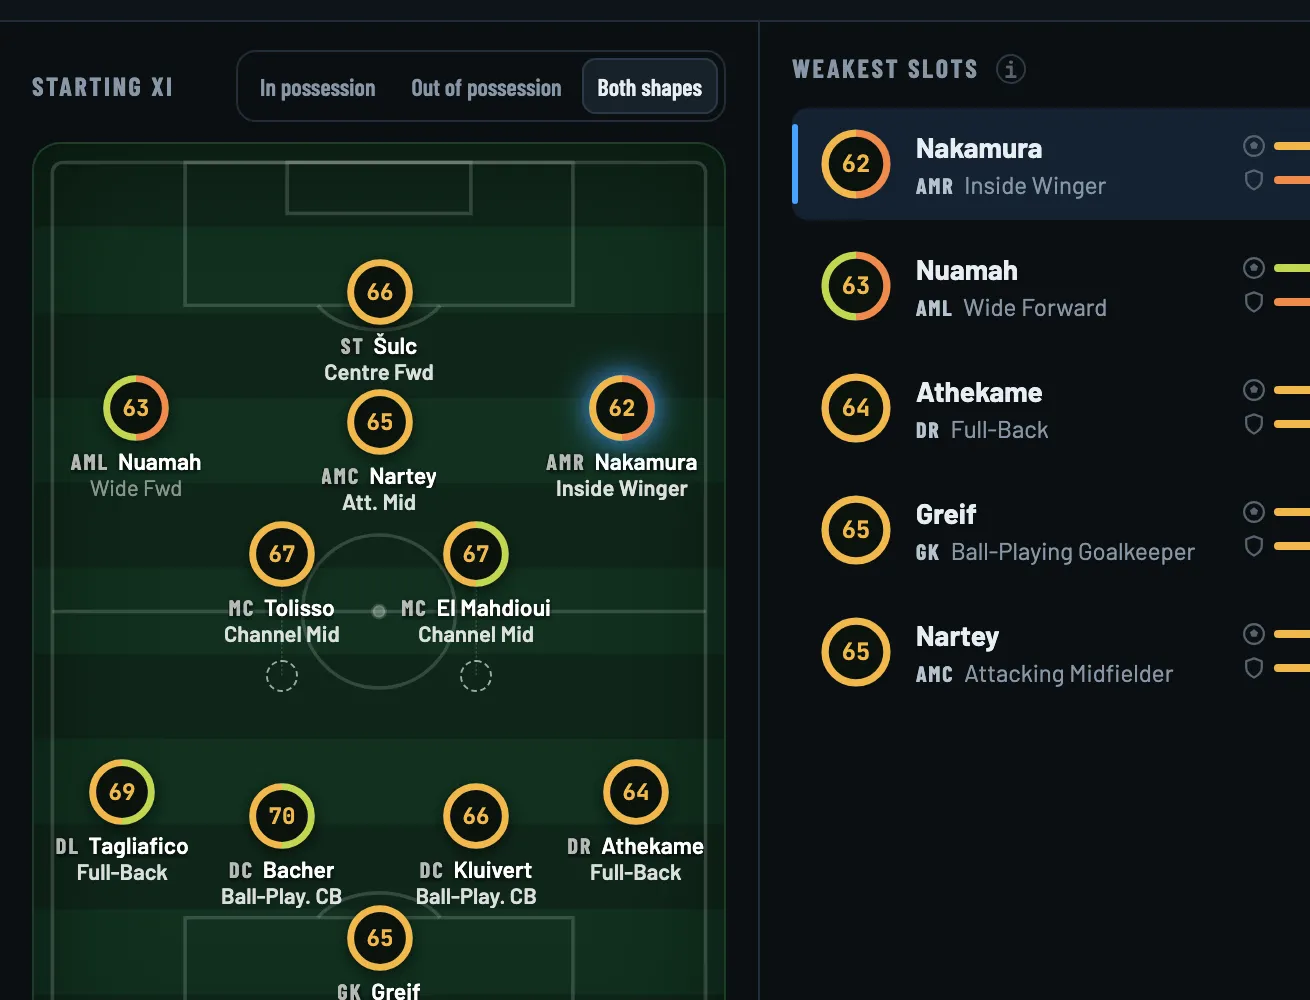 STARTING XI
In possession
Out of possession
Both shapes
66
ST Šulc
Centre Fwd
63
AML Nuamah
Wide Fwd
65
AMC Nartey
Att. Mid
62
AMR Nakamura
Inside Winger
67
MC Tolisso
Channel Mid
67
MC El Mahdioui
Channel Mid
69
DL Tagliafico
Full-Back
70
DC Bacher
Ball-Play. CB
66
DC Kluivert
Ball-Play. CB
64
DR Athekame
Full-Back
65
GK Greif
WEAKEST SLOTS
i
62
Nakamura
AMR Inside Winger
63
Nuamah
AML Wide Forward
64
Athekame
DR Full-Back
65
Greif
GK Ball-Playing Goalkeeper
65
Nartey
AMC Attacking Midfielder